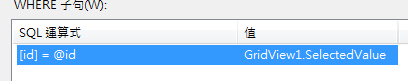 WHERE 子句(W):
SQL 運算式 值
[id] = @id GridView1.SelectedValue